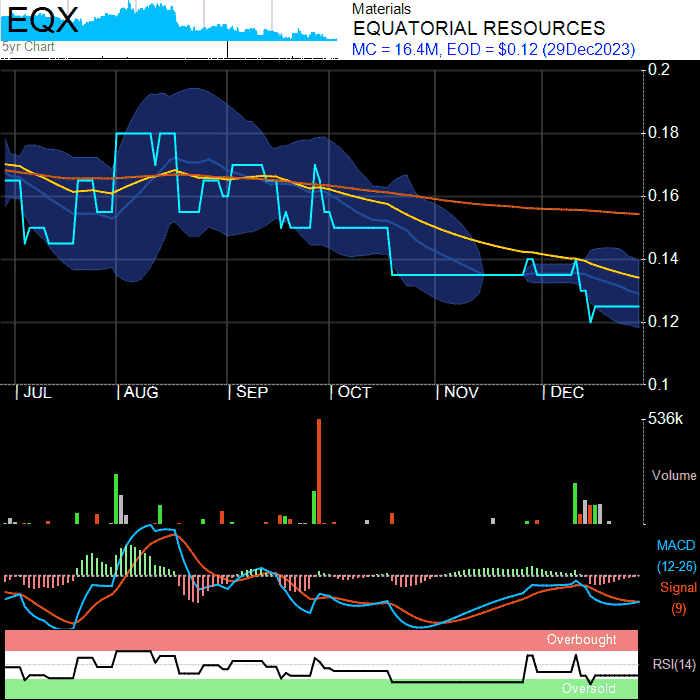 EQX
5yr Chart
Materials
EQUATORIAL RESOURCES
MC = 16.4M, EOD = $0.12 (29Dec2023)
0.2
0.18
0.16
0.14
0.12
0.1
JUL AUG SEP OCT NOV DEC
536k
Volume
MACD
(12-26)
Signal
(9)
Overbought
RSI(14)
Oversold